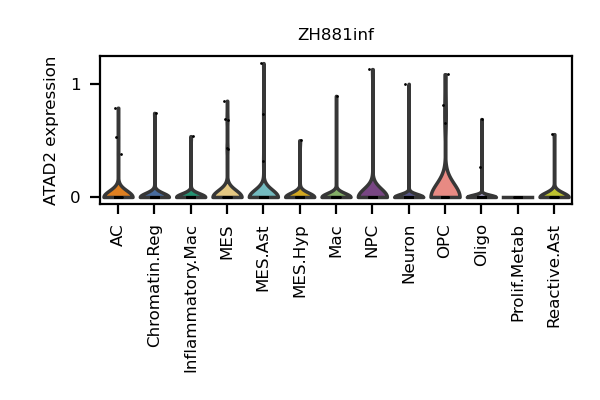 ZH881inf
ATAD2 expression
1
0
AC
Chromatin.Reg
Inflammatory.Mac
MES
MES.Ast
MES.Hyp
Mac
NPC
Neuron
OPC
Oligo
Prolif.Metab
Reactive.Ast